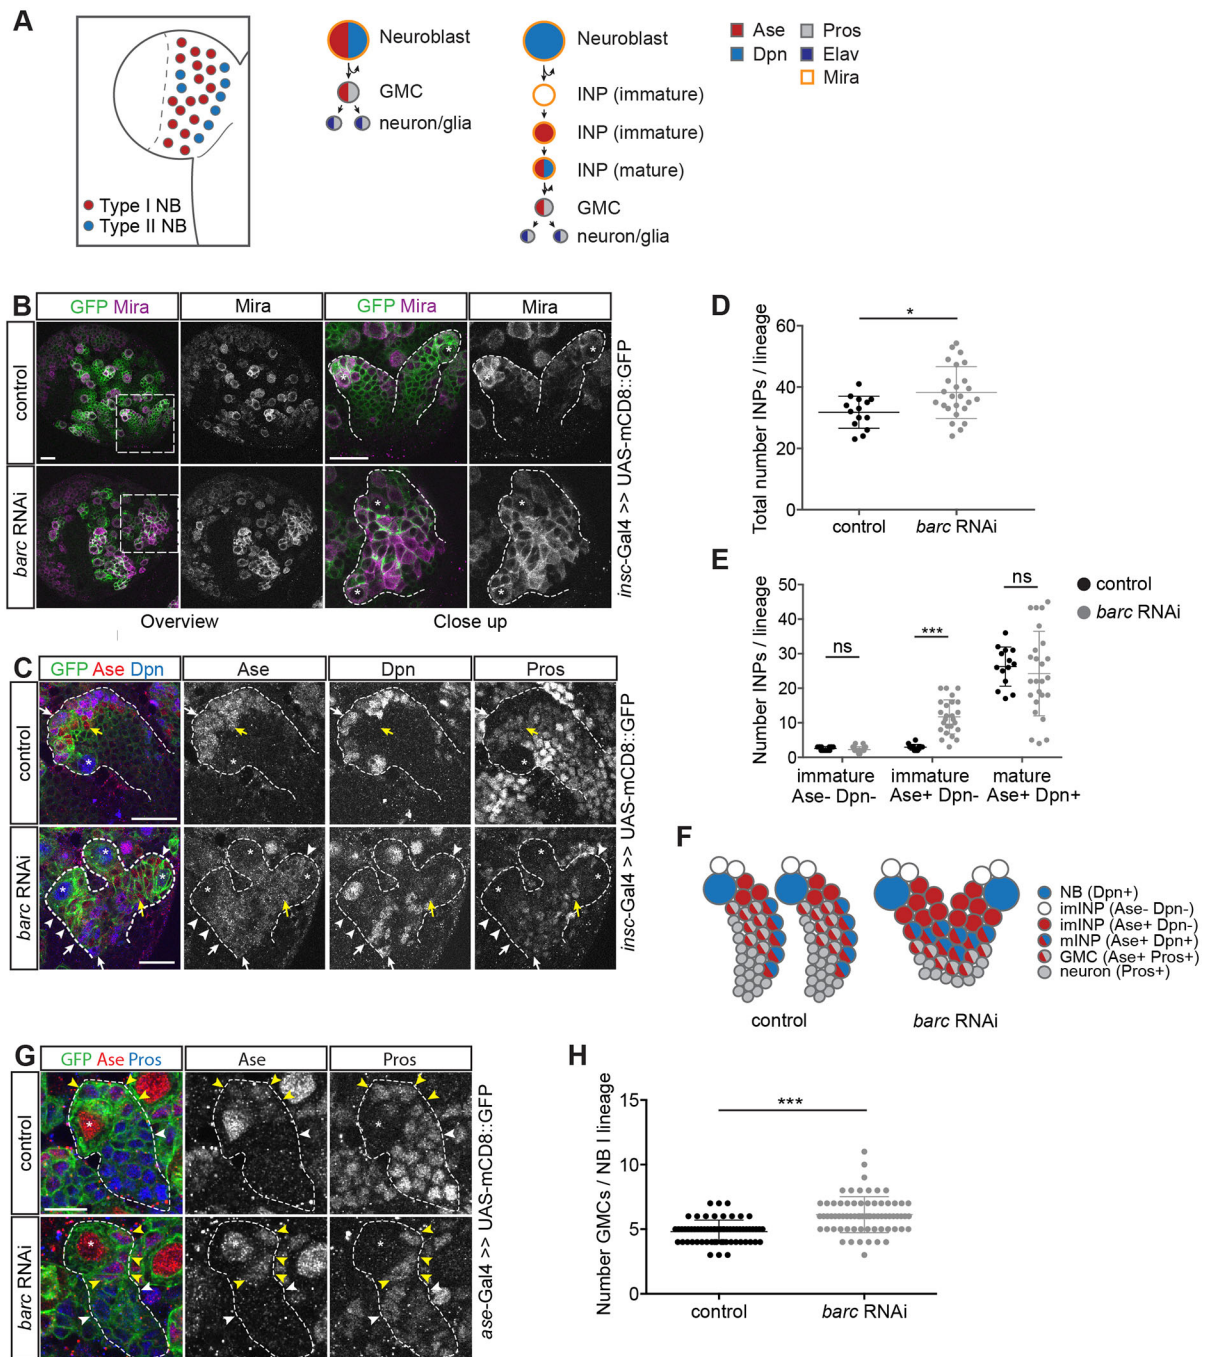 A
Type I NB
Type II NB
Neuroblast
GMC
neuron/glia
Neuroblast
INP (immature)
INP (immature)
INP (mature)
GMC
neuron/glia
Ase
Dpn
Pros
Elav
Mira
B
GFP Mira
Mira
GFP Mira
Mira
control
barc RNAi
insc-Gal4 >> UAS-mCD8::GFP
Overview
Close up
C
GFP Ase Dpn
Ase
Dpn
Pros
control
barc RNAi
insc-Gal4 >> UAS-mCD8::GFP
D
Total number INPs / lineage
60
40
20
0
*
control
barc RNAi
E
Number INPs / lineage
50
40
30
20
10
0
ns
***
ns
control
barc RNAi
immature
Ase- Dpn-
immature
Ase+ Dpn-
mature
Ase+ Dpn+
F
control
barc RNAi
NB (Dpn+)
imINP (Ase- Dpn-)
imINP (Ase+ Dpn-)
mINP (Ase+ Dpn+)
GMC (Ase+ Pros+)
neuron (Pros+)
G
GFP Ase Pros
Ase
Pros
control
barc RNAi
ase-Gal4 >> UAS-mCD8::GFP
H
Number GMCs / NB I lineage
15
10
5
0
***
control
barc RNAi